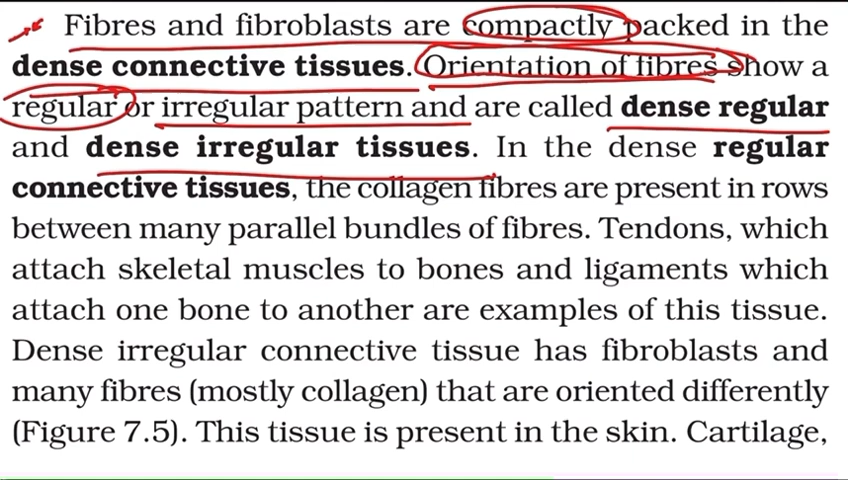 Fibres and fibroblasts are compactly packed in the
dense connective tissues. Orientation of fibres show a
regular or irregular pattern and are called dense regular
and dense irregular tissues. In the dense regular
connective tissues, the collagen fibres are present in rows
between many parallel bundles of fibres. Tendons, which
attach skeletal muscles to bones and ligaments which
attach one bone to another are examples of this tissue.
Dense irregular connective tissue has fibroblasts and
many fibres (mostly collagen) that are oriented differently
(Figure 7.5). This tissue is present in the skin. Cartilage,